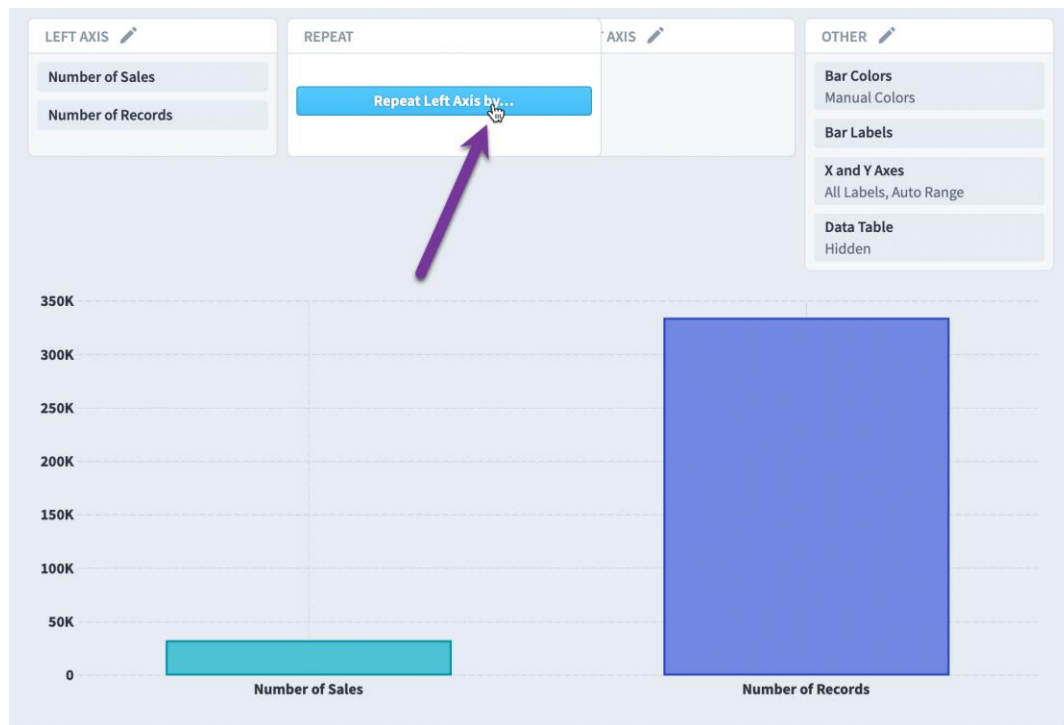 LEFT AXIS
Number of Sales
Number of Records
REPEAT
Repeat Left Axis by...
AXIS
OTHER
Bar Colors
Manual Colors
Bar Labels
X and Y Axes
All Labels, Auto Range
Data Table
Hidden
350K
300K
250K
200K
150K
100K
50K
0
Number of Sales
Number of Records